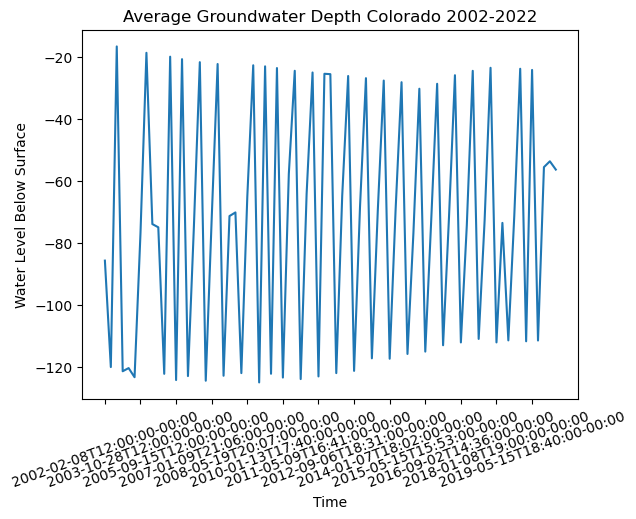 Average Groundwater Depth Colorado 2002-2022
Water Level Below Surface
−20
−40
−60
−80
−100
−120
2002-02-08T12:00:00-00:00
2003-10-28T12:00:00-00:00
2005-09-15T12:00:00-00:00
2007-01-09T21:06:00-00:00
2008-05-19T20:07:00-00:00
2010-01-13T17:40:00-00:00
2011-05-09T16:41:00-00:00
2012-09-06T18:31:00-00:00
2014-01-07T18:02:00-00:00
2015-05-15T15:53:00-00:00
2016-09-02T14:36:00-00:00
2018-01-08T19:00:00-00:00
2019-05-15T18:40:00-00:00
Time